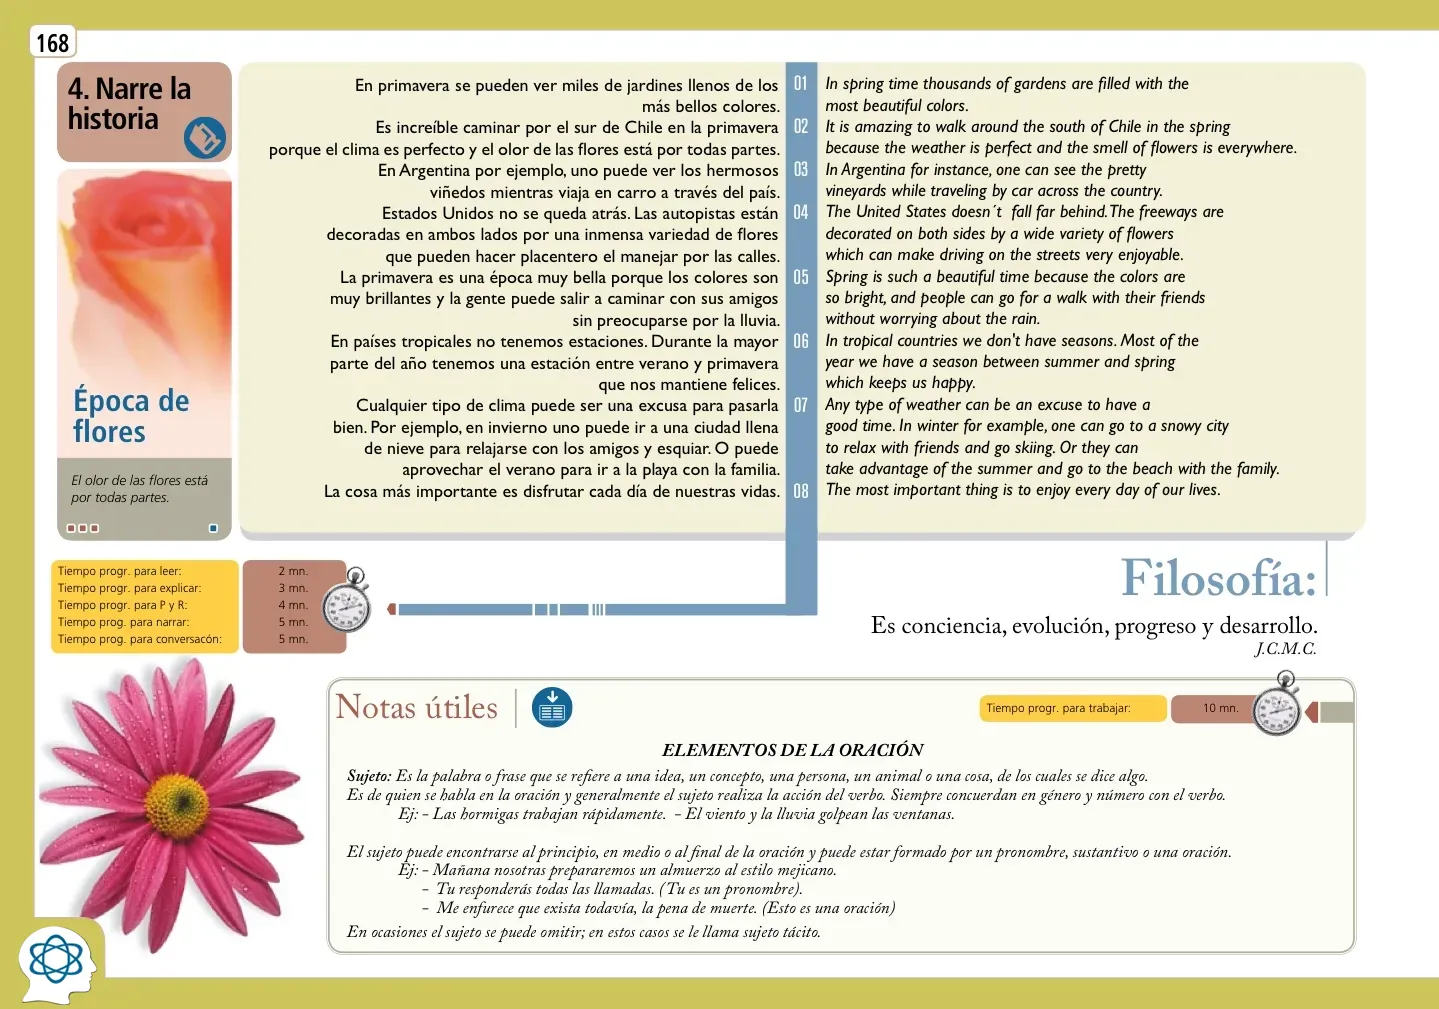 168
4. Narre la
historia
Época de
flores
El olor de las flores está
por todas partes.
En primavera se pueden ver miles de jardines llenos de los
más bellos colores.
Es increíble caminar por el sur de Chile en la primavera
porque el clima es perfecto y el olor de las flores está por todas partes.
En Argentina por ejemplo, uno puede ver los hermosos
viñedos mientras viaja en carro a través del país.
Estados Unidos no se queda atrás. Las autopistas están
decoradas en ambos lados por una inmensa variedad de flores
que pueden hacer placentero el manejar por las calles.
La primavera es una época muy bella porque los colores son
muy brillantes y la gente puede salir a caminar con sus amigos
sin preocuparse por la lluvia.
En países tropicales no tenemos estaciones. Durante la mayor
parte del año tenemos una estación entre verano y primavera
que nos mantiene felices.
Cualquier tipo de clima puede ser una excusa para pasarla
bien. Por ejemplo, en invierno uno puede ir a una ciudad llena
de nieve para relajarse con los amigos y esquiar. O puede
aprovechar el verano para ir a la playa con la familia.
La cosa más importante es disfrutar cada día de nuestras vidas.
01
02
03
04
05
06
07
08
In spring time thousands of gardens are filled with the
most beautiful colors.
It is amazing to walk around the south of Chile in the spring
because the weather is perfect and the smell of flowers is everywhere.
In Argentina for instance, one can see the pretty
vineyards while traveling by car across the country.
The United States doesn´t fall far behind. The freeways are
decorated on both sides by a wide variety of flowers
which can make driving on the streets very enjoyable.
Spring is such a beautiful time because the colors are
so bright, and people can go for a walk with their friends
without worrying about the rain.
In tropical countries we don't have seasons. Most of the
year we have a season between summer and spring
which keeps us happy.
Any type of weather can be an excuse to have a
good time. In winter for example, one can go to a snowy city
to relax with friends and go skiing. Or they can
take advantage of the summer and go to the beach with the family.
The most important thing is to enjoy every day of our lives.
Tiempo progr. para leer: 2 mn.
Tiempo progr. para explicar: 3 mn.
Tiempo progr. para P y R: 4 mn.
Tiempo prog. para narrar: 5 mn.
Tiempo prog. para conversacón: 5 mn.
Filosofía:
Es conciencia, evolución, progreso y desarrollo.
J.C.M.C.
Notas útiles
Tiempo progr. para trabajar: 10 mn.
ELEMENTOS DE LA ORACIÓN
Sujeto: Es la palabra o frase que se refiere a una idea, un concepto, una persona, un animal o una cosa, de los cuales se dice algo.
Es de quien se habla en la oración y generalmente el sujeto realiza la acción del verbo. Siempre concuerdan en género y número con el verbo.
Ej: - Las hormigas trabajan rápidamente. - El viento y la lluvia golpean las ventanas.
El sujeto puede encontrarse al principio, en medio o al final de la oración y puede estar formado por un pronombre, sustantivo o una oración.
Ej: - Mañana nosotras prepararemos un almuerzo al estilo mejicano.
- Tu responderás todas las llamadas. (Tu es un pronombre).
- Me enfurece que exista todavía, la pena de muerte. (Esto es una oración)
En ocasiones el sujeto se puede omitir; en estos casos se le llama sujeto tácito.